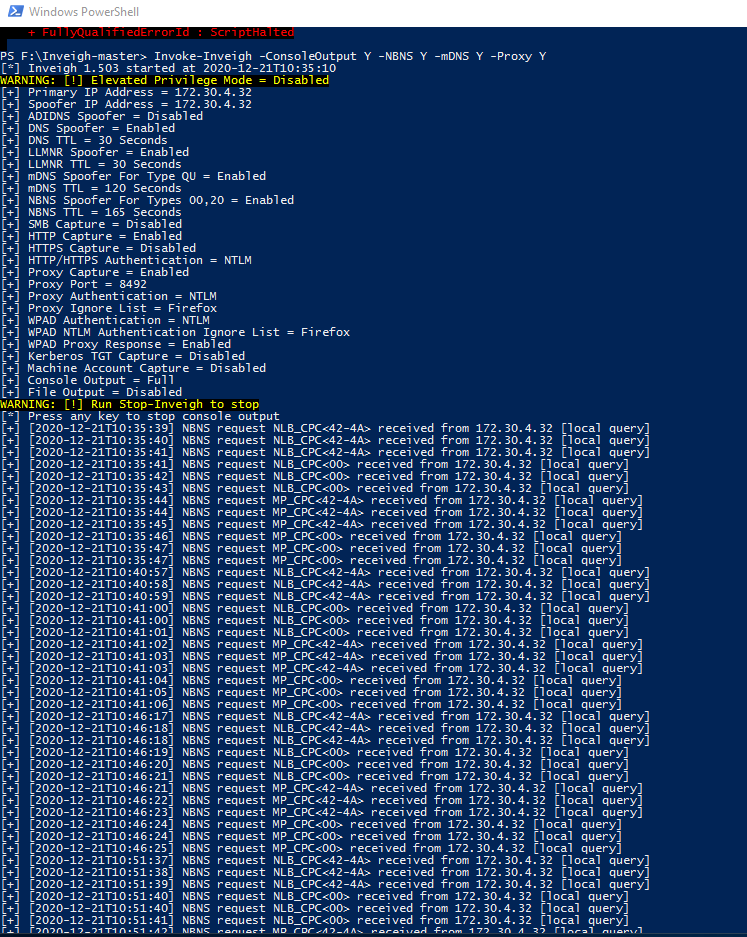 Windows PowerShell
+ FullyQualifiedErrorId : ScriptHalted
PS F:\Inveigh-master> Invoke-Inveigh -ConsoleOutput Y -NBNS Y -mDNS Y -Proxy Y
[*] Inveigh 1.503 started at 2020-12-21T10:35:10
WARNING: [!] Elevated Privilege Mode = Disabled
[+] Primary IP Address = 172.30.4.32
[+] Spoofer IP Address = 172.30.4.32
[+] ADIDNS Spoofer = Disabled
[+] DNS Spoofer = Enabled
[+] DNS TTL = 30 Seconds
[+] LLMNR Spoofer = Enabled
[+] LLMNR TTL = 30 Seconds
[+] mDNS Spoofer For Type QU = Enabled
[+] mDNS TTL = 120 Seconds
[+] NBNS Spoofer For Types 00,20 = Enabled
[+] NBNS TTL = 165 Seconds
[+] SMB Capture = Disabled
[+] HTTP Capture = Enabled
[+] HTTPS Capture = Disabled
[+] HTTP/HTTPS Authentication = NTLM
[+] Proxy Capture = Enabled
[+] Proxy Port = 8492
[+] Proxy Authentication = NTLM
[+] Proxy Ignore List = Firefox
[+] WPAD Authentication = NTLM
[+] WPAD NTLM Authentication Ignore List = Firefox
[+] WPAD Proxy Response = Enabled
[+] Kerberos TGT Capture = Disabled
[+] Machine Account Capture = Disabled
[+] Console Output = Full
[+] File Output = Disabled
WARNING: [!] Run Stop-Inveigh to stop
[*] Press any key to stop console output
[+] [2020-12-21T10:35:39] NBNS request NLB_CPC<42-4A> received from 172.30.4.32 [local query]
[+] [2020-12-21T10:35:40] NBNS request NLB_CPC<42-4A> received from 172.30.4.32 [local query]
[+] [2020-12-21T10:35:41] NBNS request NLB_CPC<42-4A> received from 172.30.4.32 [local query]
[+] [2020-12-21T10:35:41] NBNS request NLB_CPC<00> received from 172.30.4.32 [local query]
[+] [2020-12-21T10:35:42] NBNS request NLB_CPC<00> received from 172.30.4.32 [local query]
[+] [2020-12-21T10:35:43] NBNS request NLB_CPC<00> received from 172.30.4.32 [local query]
[+] [2020-12-21T10:35:44] NBNS request MP_CPC<42-4A> received from 172.30.4.32 [local query]
[+] [2020-12-21T10:35:44] NBNS request MP_CPC<42-4A> received from 172.30.4.32 [local query]
[+] [2020-12-21T10:35:45] NBNS request MP_CPC<42-4A> received from 172.30.4.32 [local query]
[+] [2020-12-21T10:35:46] NBNS request MP_CPC<00> received from 172.30.4.32 [local query]
[+] [2020-12-21T10:35:47] NBNS request MP_CPC<00> received from 172.30.4.32 [local query]
[+] [2020-12-21T10:35:47] NBNS request MP_CPC<00> received from 172.30.4.32 [local query]
[+] [2020-12-21T10:40:57] NBNS request NLB_CPC<42-4A> received from 172.30.4.32 [local query]
[+] [2020-12-21T10:40:58] NBNS request NLB_CPC<42-4A> received from 172.30.4.32 [local query]
[+] [2020-12-21T10:40:59] NBNS request NLB_CPC<42-4A> received from 172.30.4.32 [local query]
[+] [2020-12-21T10:41:00] NBNS request NLB_CPC<00> received from 172.30.4.32 [local query]
[+] [2020-12-21T10:41:00] NBNS request NLB_CPC<00> received from 172.30.4.32 [local query]
[+] [2020-12-21T10:41:01] NBNS request NLB_CPC<00> received from 172.30.4.32 [local query]
[+] [2020-12-21T10:41:02] NBNS request MP_CPC<42-4A> received from 172.30.4.32 [local query]
[+] [2020-12-21T10:41:03] NBNS request MP_CPC<42-4A> received from 172.30.4.32 [local query]
[+] [2020-12-21T10:41:03] NBNS request MP_CPC<42-4A> received from 172.30.4.32 [local query]
[+] [2020-12-21T10:41:04] NBNS request MP_CPC<00> received from 172.30.4.32 [local query]
[+] [2020-12-21T10:41:05] NBNS request MP_CPC<00> received from 172.30.4.32 [local query]
[+] [2020-12-21T10:41:06] NBNS request MP_CPC<00> received from 172.30.4.32 [local query]
[+] [2020-12-21T10:46:17] NBNS request NLB_CPC<42-4A> received from 172.30.4.32 [local query]
[+] [2020-12-21T10:46:18] NBNS request NLB_CPC<42-4A> received from 172.30.4.32 [local query]
[+] [2020-12-21T10:46:18] NBNS request NLB_CPC<42-4A> received from 172.30.4.32 [local query]
[+] [2020-12-21T10:46:19] NBNS request NLB_CPC<00> received from 172.30.4.32 [local query]
[+] [2020-12-21T10:46:20] NBNS request NLB_CPC<00> received from 172.30.4.32 [local query]
[+] [2020-12-21T10:46:21] NBNS request NLB_CPC<00> received from 172.30.4.32 [local query]
[+] [2020-12-21T10:46:21] NBNS request MP_CPC<42-4A> received from 172.30.4.32 [local query]
[+] [2020-12-21T10:46:22] NBNS request MP_CPC<42-4A> received from 172.30.4.32 [local query]
[+] [2020-12-21T10:46:23] NBNS request MP_CPC<42-4A> received from 172.30.4.32 [local query]
[+] [2020-12-21T10:46:24] NBNS request MP_CPC<00> received from 172.30.4.32 [local query]
[+] [2020-12-21T10:46:24] NBNS request MP_CPC<00> received from 172.30.4.32 [local query]
[+] [2020-12-21T10:46:25] NBNS request MP_CPC<00> received from 172.30.4.32 [local query]
[+] [2020-12-21T10:51:37] NBNS request NLB_CPC<42-4A> received from 172.30.4.32 [local query]
[+] [2020-12-21T10:51:38] NBNS request NLB_CPC<42-4A> received from 172.30.4.32 [local query]
[+] [2020-12-21T10:51:39] NBNS request NLB_CPC<42-4A> received from 172.30.4.32 [local query]
[+] [2020-12-21T10:51:40] NBNS request NLB_CPC<00> received from 172.30.4.32 [local query]
[+] [2020-12-21T10:51:40] NBNS request NLB_CPC<00> received from 172.30.4.32 [local query]
[+] [2020-12-21T10:51:41] NBNS request NLB_CPC<00> received from 172.30.4.32 [local query]
[+] [2020-12-21T10:51:42] NBNS request MP_CPC<42-4A> received from 172.30.4.32 [local query]